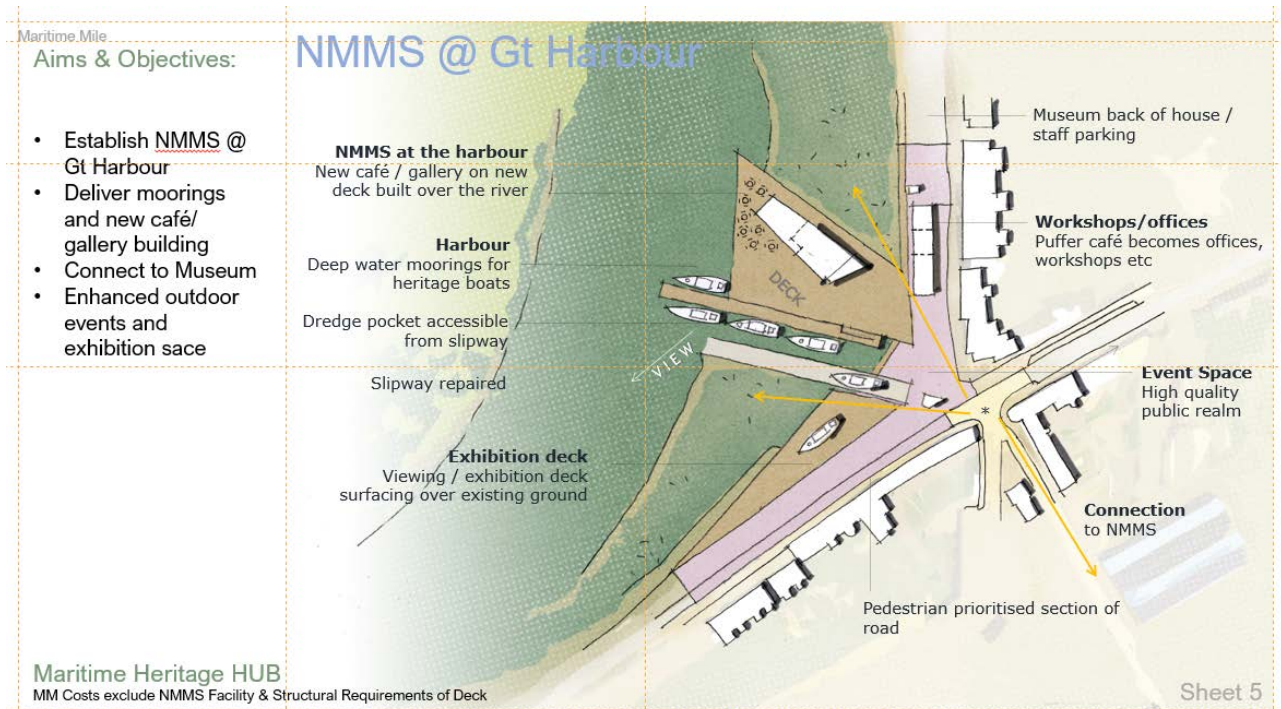 Maritime Mile
Aims & Objectives:
NMMS @ Gt Harbour
• Establish NMMS @
Gt Harbour
• Deliver moorings
and new café/
gallery building
• Connect to Museum
• Enhanced outdoor
events and
exhibition sace
NMMS at the harbour
New café / gallery on new
deck built over the river
Harbour
Deep water moorings for
heritage boats
Dredge pocket accessible
from slipway
Slipway repaired
Exhibition deck
Viewing / exhibition deck
surfacing over existing ground
DECK
VIEW
*
Museum back of house /
staff parking
Workshops/offices
Puffer café becomes offices,
workshops etc
Event Space
High quality
public realm
Connection
to NMMS
Pedestrian prioritised section of
road
Maritime Heritage HUB
MM Costs exclude NMMS Facility & Structural Requirements of Deck
Sheet 5